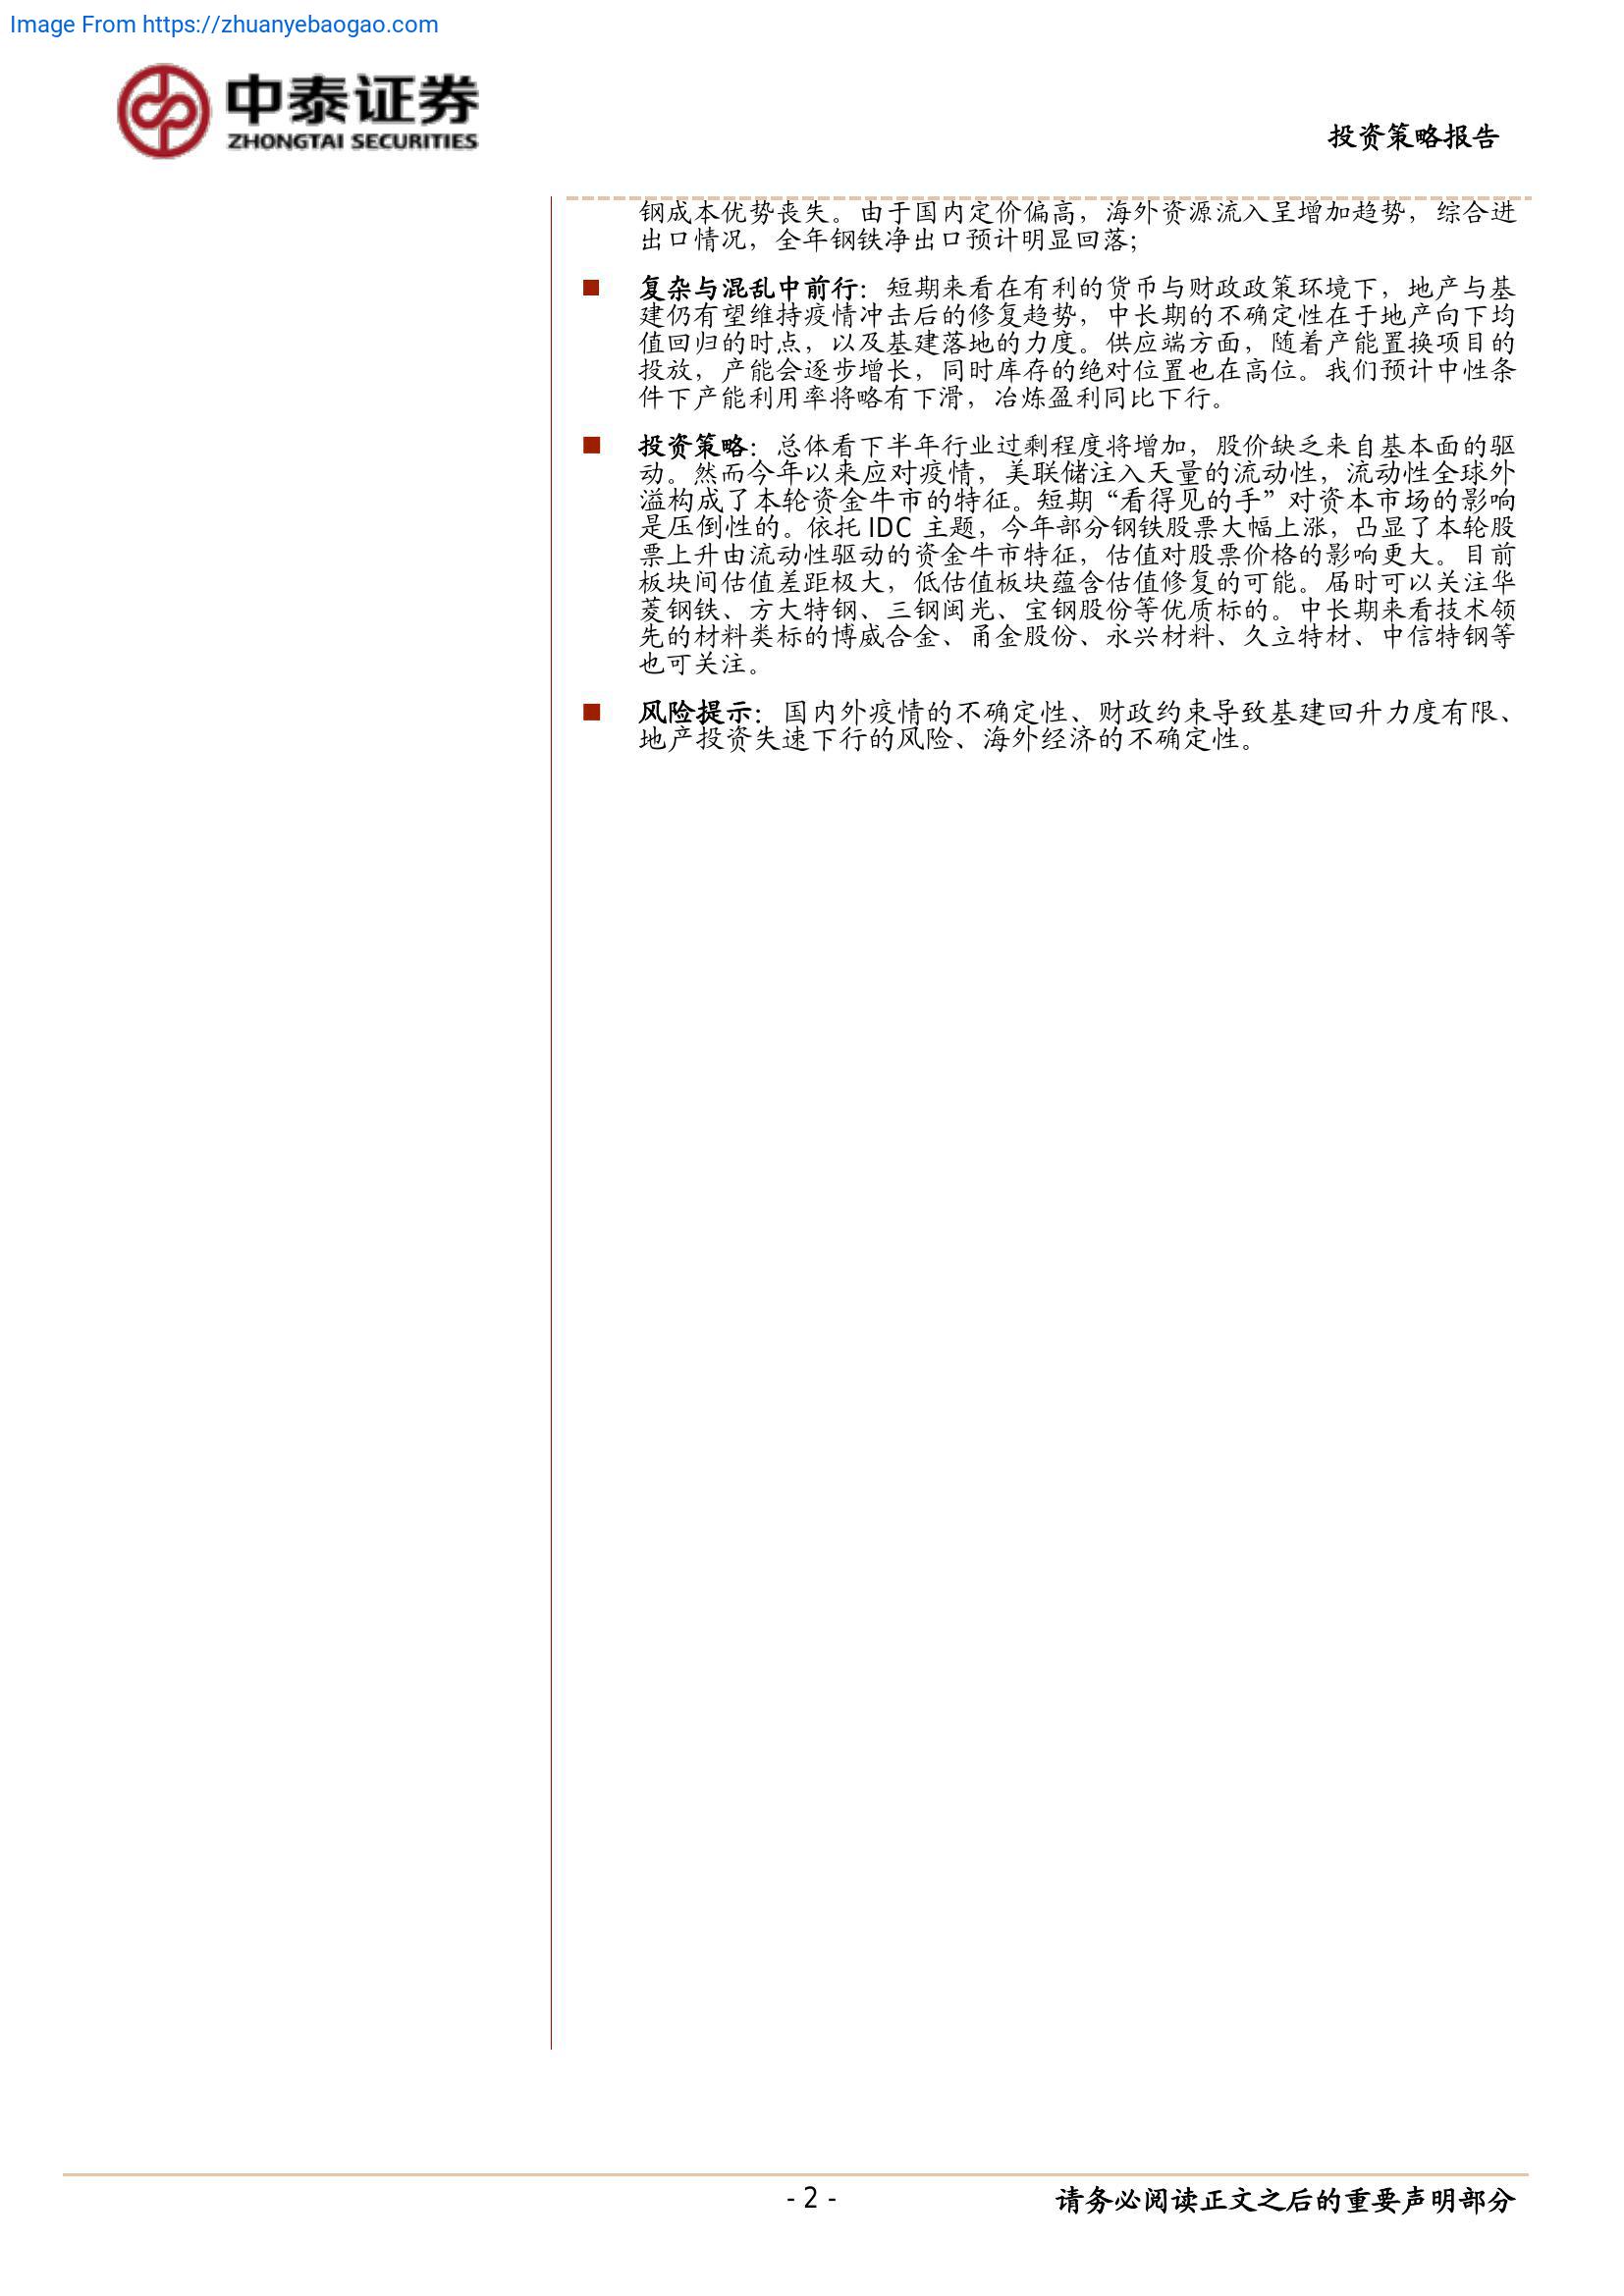 Image From https://zhuanyebaogao.com
中泰证券
ZHONGTAI SECURITIES
投资策略报告
钢成本优势丧失。由于国内定价偏高，海外资源流入呈增加趋势，综合进
出口情况，全年钢铁净出口预计明显回落；
■ 复杂与混乱中前行：短期来看在有利的货币与财政政策环境下，地产与基
建仍有望维持疫情冲击后的修复趋势，中长期的不确定性在于地产向下均
值回归的时点，以及基建落地的力度。供应端方面，随着产能置换项目的
投放，产能会逐步增长，同时库存的绝对位置也在高位。我们预计中性条
件下产能利用率将略有下滑，冶炼盈利同比下行。
■ 投资策略：总体看下半年行业过剩程度将增加，股价缺乏来自基本面的驱
动。然而今年以来应对疫情，美联储注入天量的流动性，流动性全球外
溢构成了本轮资金牛市的特征。短期“看得见的手”对资本市场的影响
是压倒性的。依托 IDC 主题，今年部分钢铁股票大幅上涨，凸显了本轮股
票上升由流动性驱动的资金牛市特征，估值对股票价格的影响更大。目前
板块间估值差距极大，低估值板块蕴含估值修复的可能。届时可以关注华
菱钢铁、方大特钢、三钢闽光、宝钢股份等优质标的。中长期来看技术领
先的材料类标的博威合金、甬金股份、永兴材料、久立特材、中信特钢等
也可关注。
■ 风险提示：国内外疫情的不确定性、财政约束导致基建回升力度有限、
地产投资失速下行的风险、海外经济的不确定性。
- 2 -
请务必阅读正文之后的重要声明部分